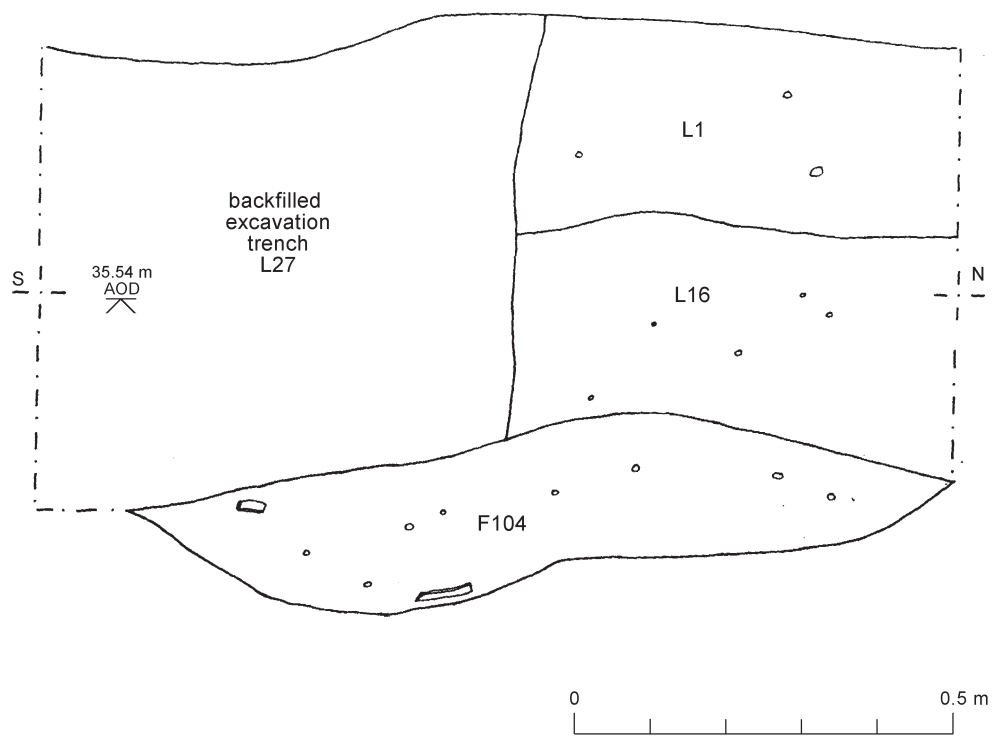 L1
backfilled
excavation
trench
L27
S
35.54 m
AOD
N
L16
F104
0
0.5 m